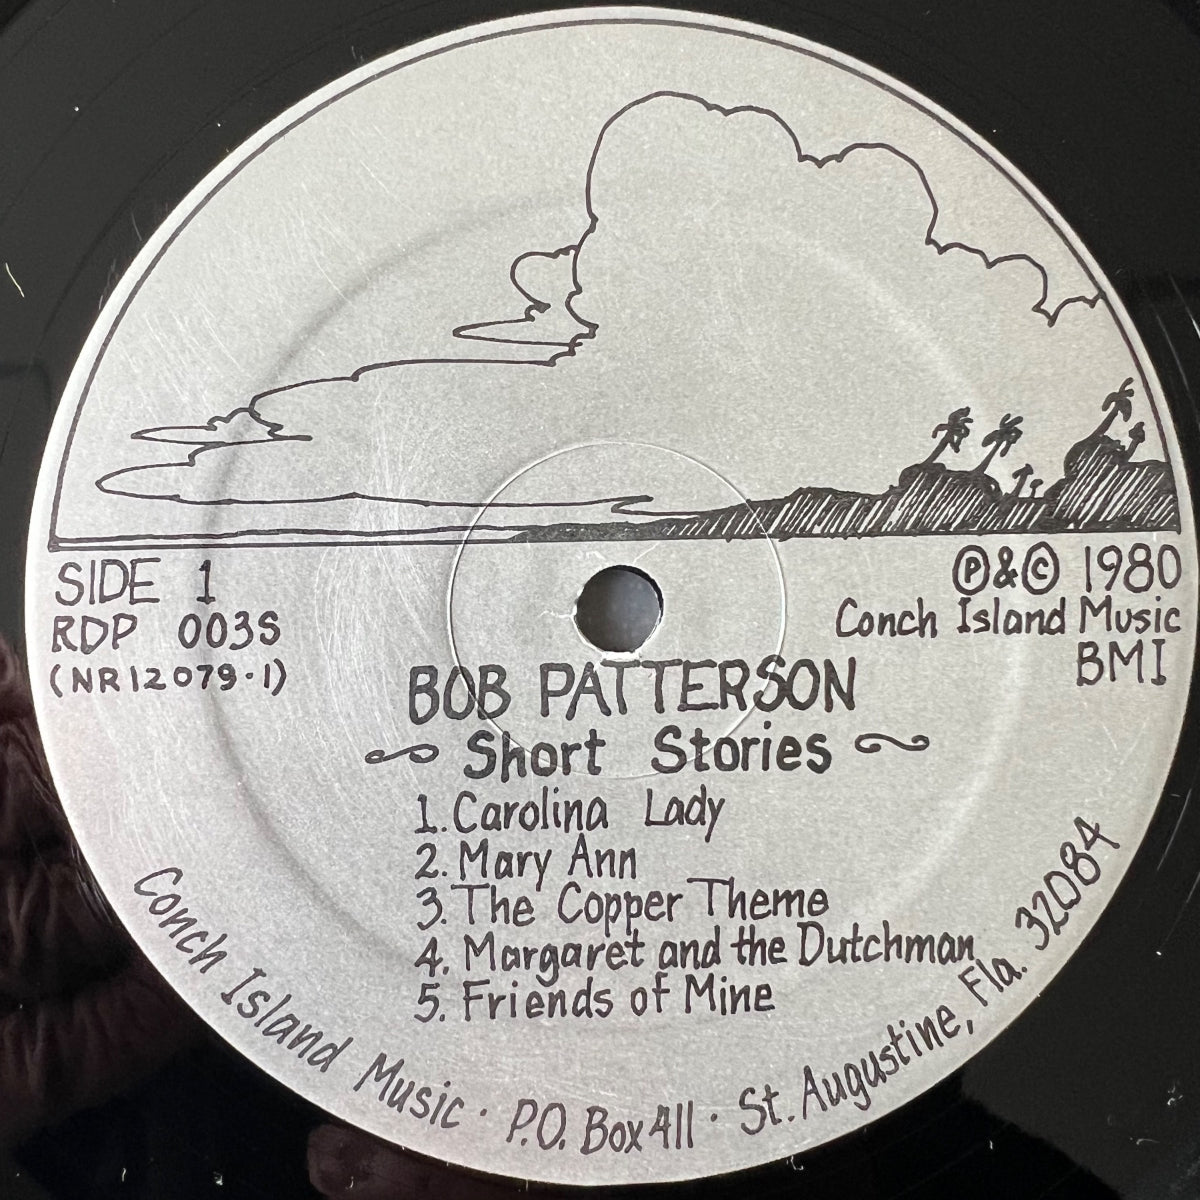 SIDE 1
RDP 003S
(NR12079-1)
Ⓟ&© 1980
Conch Island Music
BMI
BOB PATTERSON
~ Short Stories ~
1. Carolina Lady
2. Mary Ann
3. The Copper Theme
4. Margaret and the Dutchman
5. Friends of Mine
Conch Island Music · P.O. Box 411 · St. Augustine, Fla. 32084